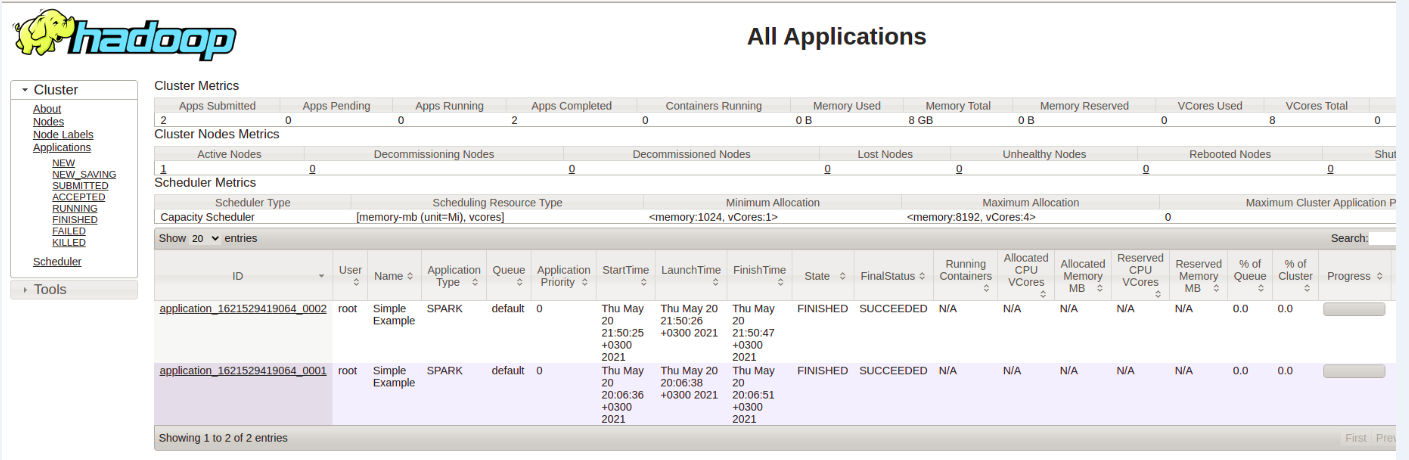 hadoop
All Applications
Cluster
About
Nodes
Node Labels
Applications
NEW
NEW_SAVING
SUBMITTED
ACCEPTED
RUNNING
FINISHED
FAILED
KILLED
Scheduler
Tools
Cluster Metrics
Apps Submitted Apps Pending Apps Running Apps Completed Containers Running Memory Used Memory Total Memory Reserved VCores Used VCores Total
2 0 0 2 0 0 B 8 GB 0 B 0 8 0
Cluster Nodes Metrics
Active Nodes Decommissioning Nodes Decommissioned Nodes Lost Nodes Unhealthy Nodes Rebooted Nodes Shut
1 0 0 0 0 0 0
Scheduler Metrics
Scheduler Type Scheduling Resource Type Minimum Allocation Maximum Allocation Maximum Cluster Application P
Capacity Scheduler [memory-mb (unit=Mi), vcores] <memory:1024, vCores:1> <memory:8192, vCores:4> 0
Show 20 entries Search:
ID User Name Application Type Queue Application Priority StartTime LaunchTime FinishTime State FinalStatus Running Containers Allocated CPU VCores Allocated Memory MB Reserved CPU VCores Reserved Memory MB % of Queue % of Cluster Progress
application_1621529419064_0002 root Simple Example SPARK default 0 Thu May 20 21:50:25 +0300 2021 Thu May 20 21:50:26 +0300 2021 Thu May 20 21:50:47 +0300 2021 FINISHED SUCCEEDED N/A N/A N/A N/A N/A 0.0 0.0
application_1621529419064_0001 root Simple Example SPARK default 0 Thu May 20 20:06:36 +0300 2021 Thu May 20 20:06:38 +0300 2021 Thu May 20 20:06:51 +0300 2021 FINISHED SUCCEEDED N/A N/A N/A N/A N/A 0.0 0.0
Showing 1 to 2 of 2 entries First Prev